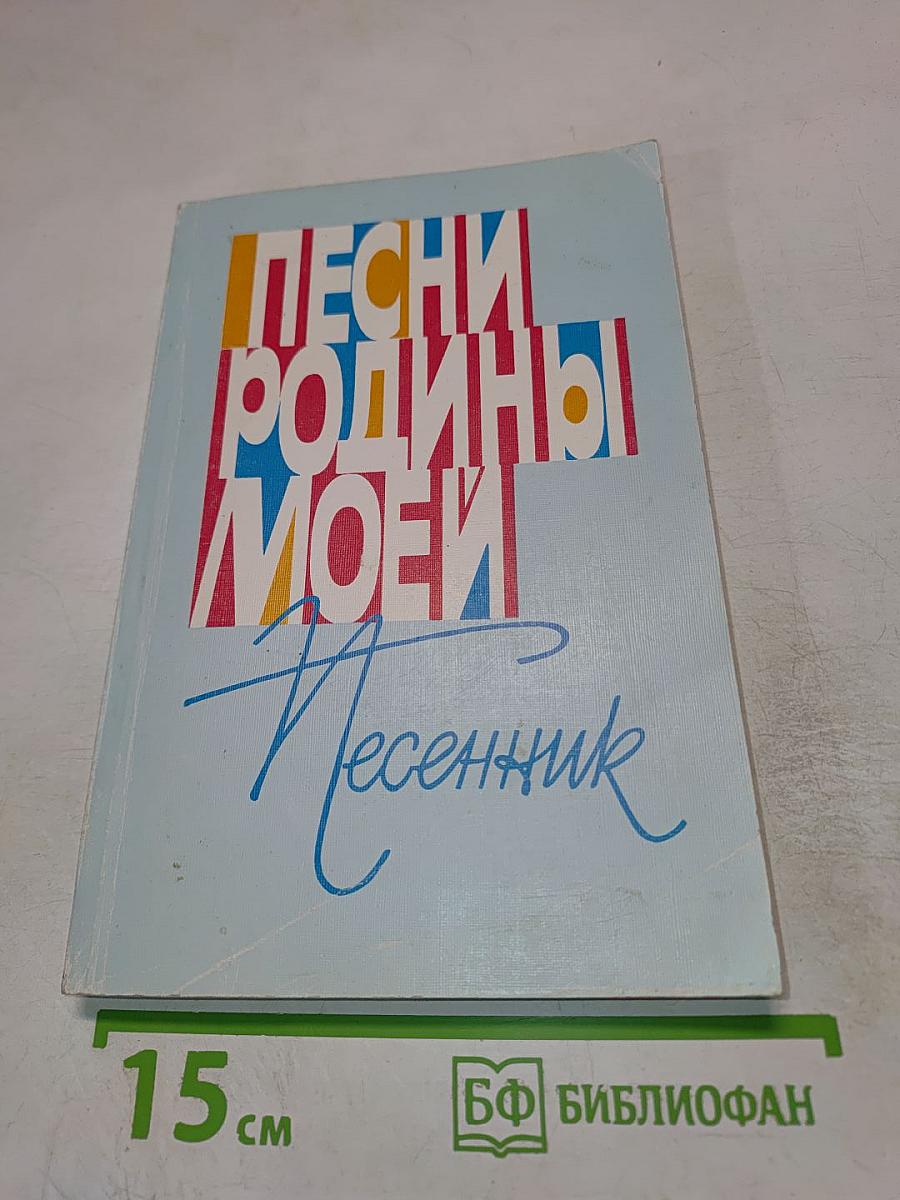 ПЕСНИ
РОДИНЫ
МОЕЙ
Песенник
15 см
БФ БИБЛИОФАН